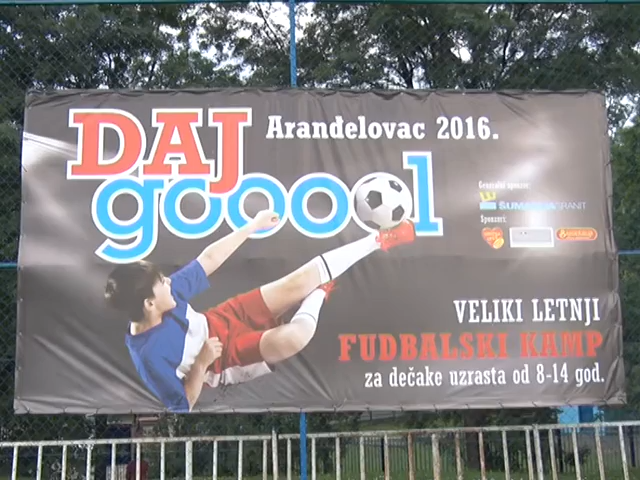 DAJ
Aranđelovac 2016.
gooool
Generalni sponzor:
ŠUMADIJA GRANIT
Sponzori:
VELIKI LETNJI
FUDBALSKI KAMP
za dečake uzrasta od 8-14 god.